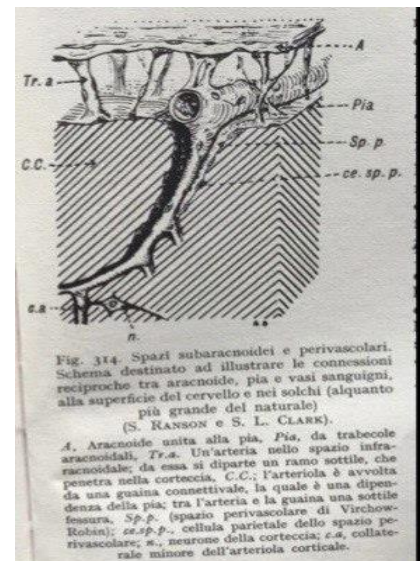 A
Tr. a
Pia
Sp. p.
C.C.
ce. sp. p.
c.a
n.
Fig. 314. Spazi subaracnoidei e perivascolari.
Schema destinato ad illustrare le connessioni
reciproche tra aracnoide, pia e vasi sanguigni,
alla superficie del cervello e nei solchi (alquanto
più grande del naturale)
(S. RANSON e S. L. CLARK).
A, Aracnoide unita alla pia, Pia, da trabecole
aracnoidali, Tr.a. Un'arteria nello spazio infra-
racnoidale; da essa si diparte un ramo sottile, che
penetra nella corteccia, C.C.; l'arteriola è avvolta
da una guaina connettivale, la quale è una dipen-
denza della pia; tra l'arteria e la guaina una sottile
fessura, Sp.p. (spazio perivascolare di Virchow-
Robin); ce.sp.p., cellula parietale dello spazio pe-
rivascolare; n., neurone della corteccia; c.a, collate-
rale minore dell'arteriola corticale.